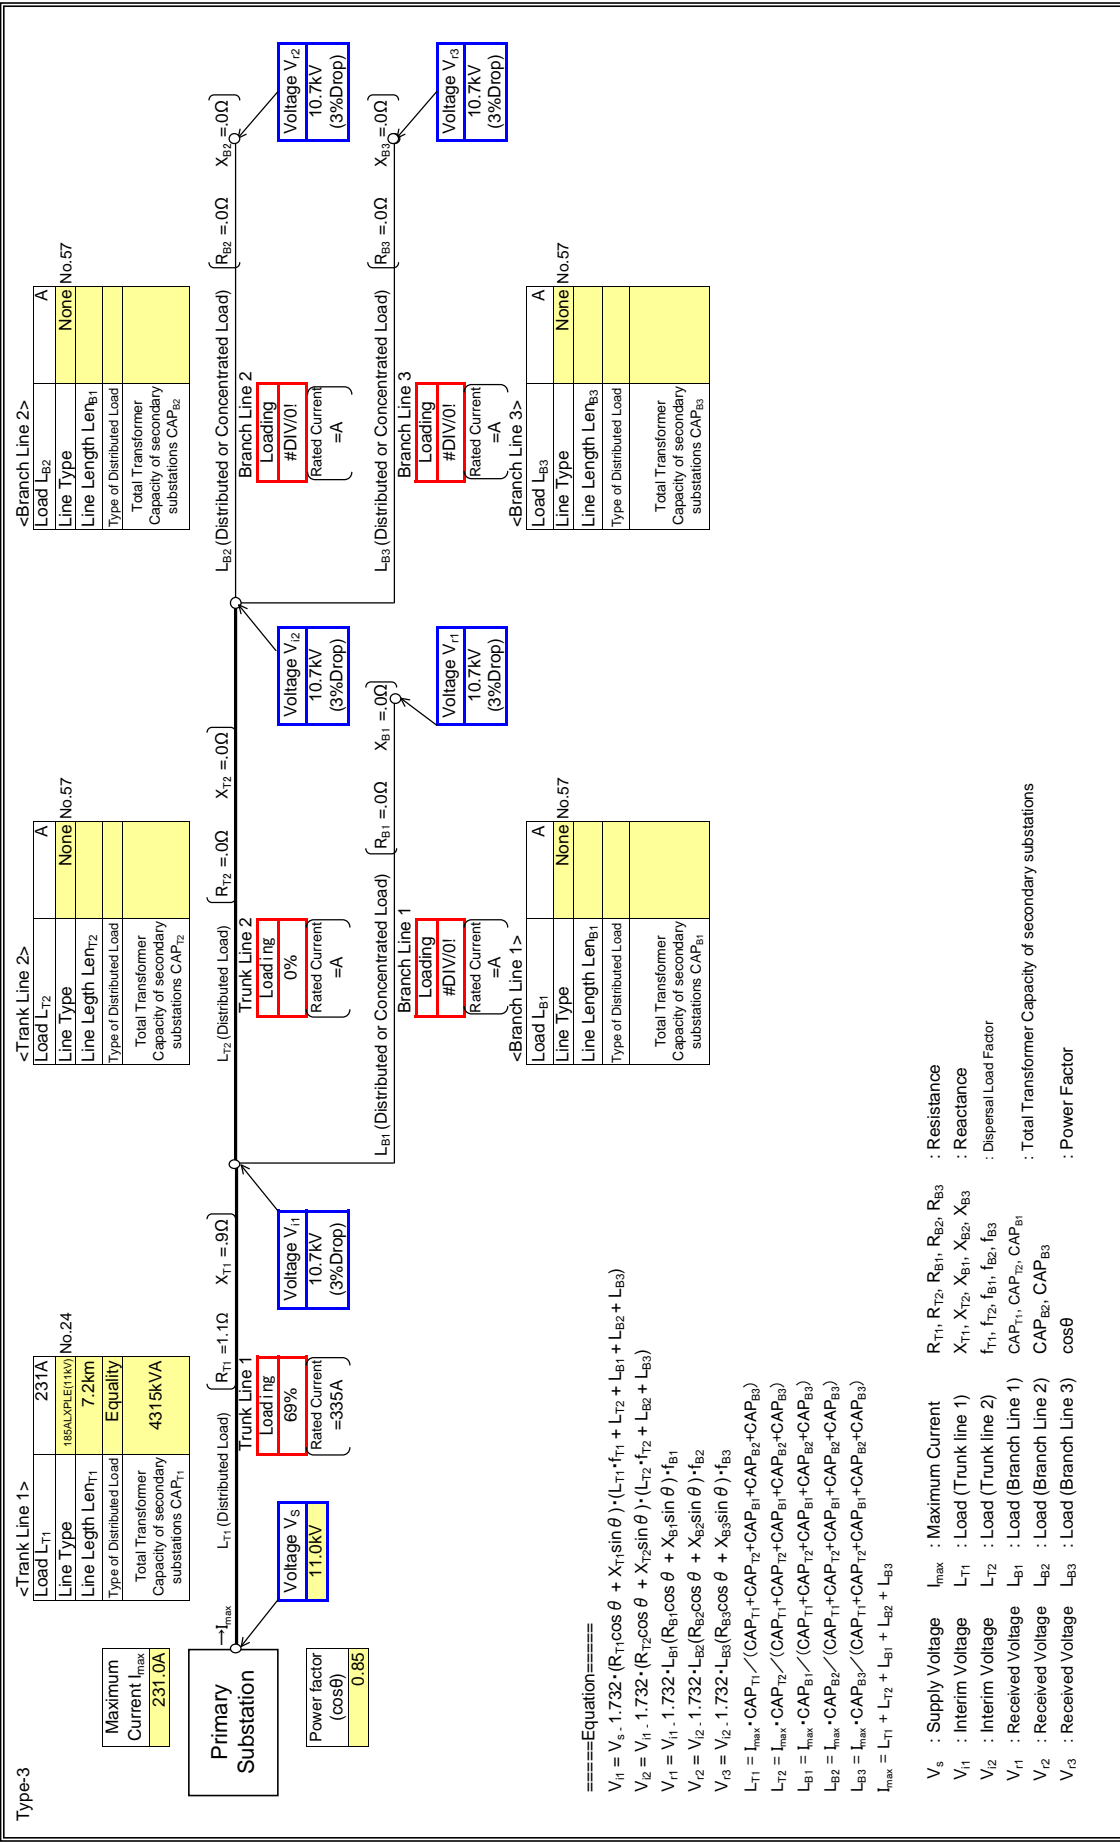 Type-3
Maximum
Current Imax
231.0A
Primary
Substation
Power factor
(cosθ)
0.85
→Imax
Voltage Vs
11.0kV
<Trank Line 1>
Load LT1 231A
Line Type 185ALXPLE(11kV) No.24
Line Legth LenT1 7.2km
Type of Distributed Load Equality
Total Transformer
Capacity of secondary
substations CAPT1
4315kVA
LT1 (Distributed Load) RT1 =1.1Ω XT1 =.9Ω
Trunk Line 1
Loading
69%
Rated Current
=335A
Voltage Vi1
10.7kV
(3%Drop)
<Trank Line 2>
Load LT2 A
Line Type None No.57
Line Legth LenT2
Type of Distributed Load
Total Transformer
Capacity of secondary
substations CAPT2
LT2 (Distributed Load) RT2 =.0Ω XT2 =.0Ω
Trunk Line 2
Loading
0%
Rated Current
=A
Voltage Vi2
10.7kV
(3%Drop)
LB1 (Distributed or Concentrated Load) RB1 =.0Ω XB1 =.0Ω
Branch Line 1
Loading
#DIV/0!
Rated Current
=A
Voltage Vr1
10.7kV
(3%Drop)
<Branch Line 1>
Load LB1 A
Line Type None No.57
Line Length LenB1
Type of Distributed Load
Total Transformer
Capacity of secondary
substations CAPB1
<Branch Line 2>
Load LB2 A
Line Type None No.57
Line Length LenB1
Type of Distributed Load
Total Transformer
Capacity of secondary
substations CAPB2
LB2 (Distributed or Concentrated Load) RB2 =.0Ω XB2 =.0Ω
Branch Line 2
Loading
#DIV/0!
Rated Current
=A
Voltage Vr2
10.7kV
(3%Drop)
LB3 (Distributed or Concentrated Load) RB3 =.0Ω XB3 =.0Ω
Branch Line 3
Loading
#DIV/0!
Rated Current
=A
Voltage Vr3
10.7kV
(3%Drop)
<Branch Line 3>
Load LB3 A
Line Type None No.57
Line Length LenB3
Type of Distributed Load
Total Transformer
Capacity of secondary
substations CAPB3
=====Equation=====
Vi1 = Vs - 1.732・(RT1cos θ + XT1sin θ)・(LT1・fT1 + LT2 + LB1 + LB2 + LB3)
Vi2 = Vi1 - 1.732・(RT2cos θ + XT2sin θ)・(LT2・fT2 + LB2 + LB3)
Vr1 = Vi1 - 1.732・LB1(RB1cos θ + XB1sin θ)・fB1
Vr2 = Vi2 - 1.732・LB2(RB2cos θ + XB2sin θ)・fB2
Vr3 = Vi2 - 1.732・LB3(RB3cos θ + XB3sin θ)・fB3
LT1 = Imax・CAPT1／(CAPT1+CAPT2+CAPB1+CAPB2+CAPB3)
LT2 = Imax・CAPT2／(CAPT1+CAPT2+CAPB1+CAPB2+CAPB3)
LB1 = Imax・CAPB1／(CAPT1+CAPT2+CAPB1+CAPB2+CAPB3)
LB2 = Imax・CAPB2／(CAPT1+CAPT2+CAPB1+CAPB2+CAPB3)
LB3 = Imax・CAPB3／(CAPT1+CAPT2+CAPB1+CAPB2+CAPB3)
Imax = LT1 + LT2 + LB1 + LB2 + LB3
Vs : Supply Voltage Imax : Maximum Current RT1, RT2, RB1, RB2, RB3 : Resistance
Vi1 : Interim Voltage LT1 : Load (Trunk line 1) XT1, XT2, XB1, XB2, XB3 : Reactance
Vi2 : Interim Voltage LT2 : Load (Trunk line 2) fT1, fT2, fB1, fB2, fB3 : Dispersal Load Factor
Vr1 : Received Voltage LB1 : Load (Branch Line 1) CAPT1, CAPT2, CAPB1 : Total Transformer Capacity of secondary substations
Vr2 : Received Voltage LB2 : Load (Branch Line 2) CAPB2, CAPB3
Vr3 : Received Voltage LB3 : Load (Branch Line 3) cosθ : Power Factor